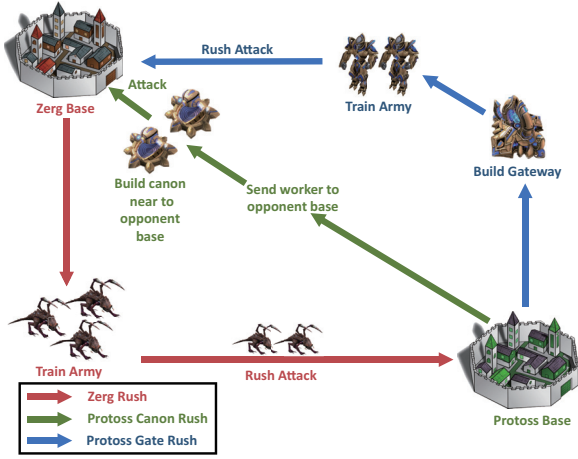 Rush Attack
Attack
Train Army
Zerg Base
Build Gateway
Build canon
near to
opponent
base
Send worker to
opponent base
Train Army
Rush Attack
Protoss Base
Zerg Rush
Protoss Canon Rush
Protoss Gate Rush